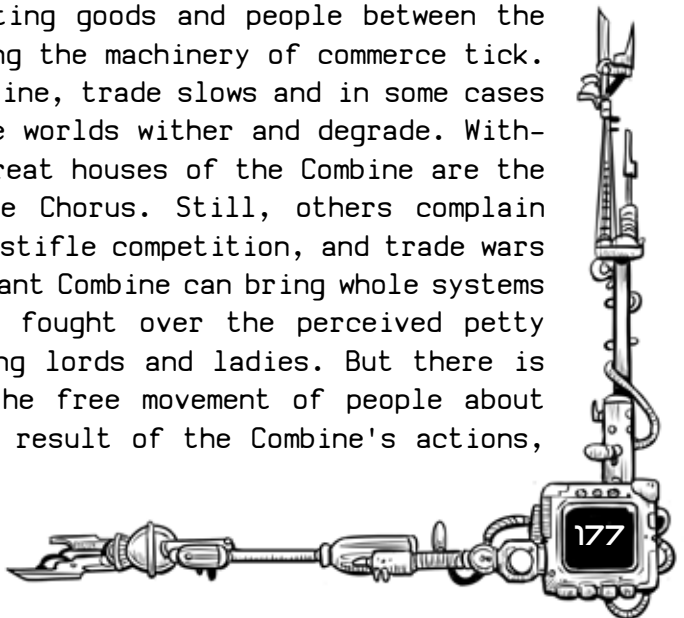 ting goods and people between the
ng the machinery of commerce tick.
ine, trade slows and in some cases
e worlds wither and degrade. With-
reat houses of the Combine are the
e Chorus. Still, others complain
stifle competition, and trade wars
ant Combine can bring whole systems
fought over the perceived petty
ng lords and ladies. But there is
he free movement of people about
result of the Combine's actions,
177